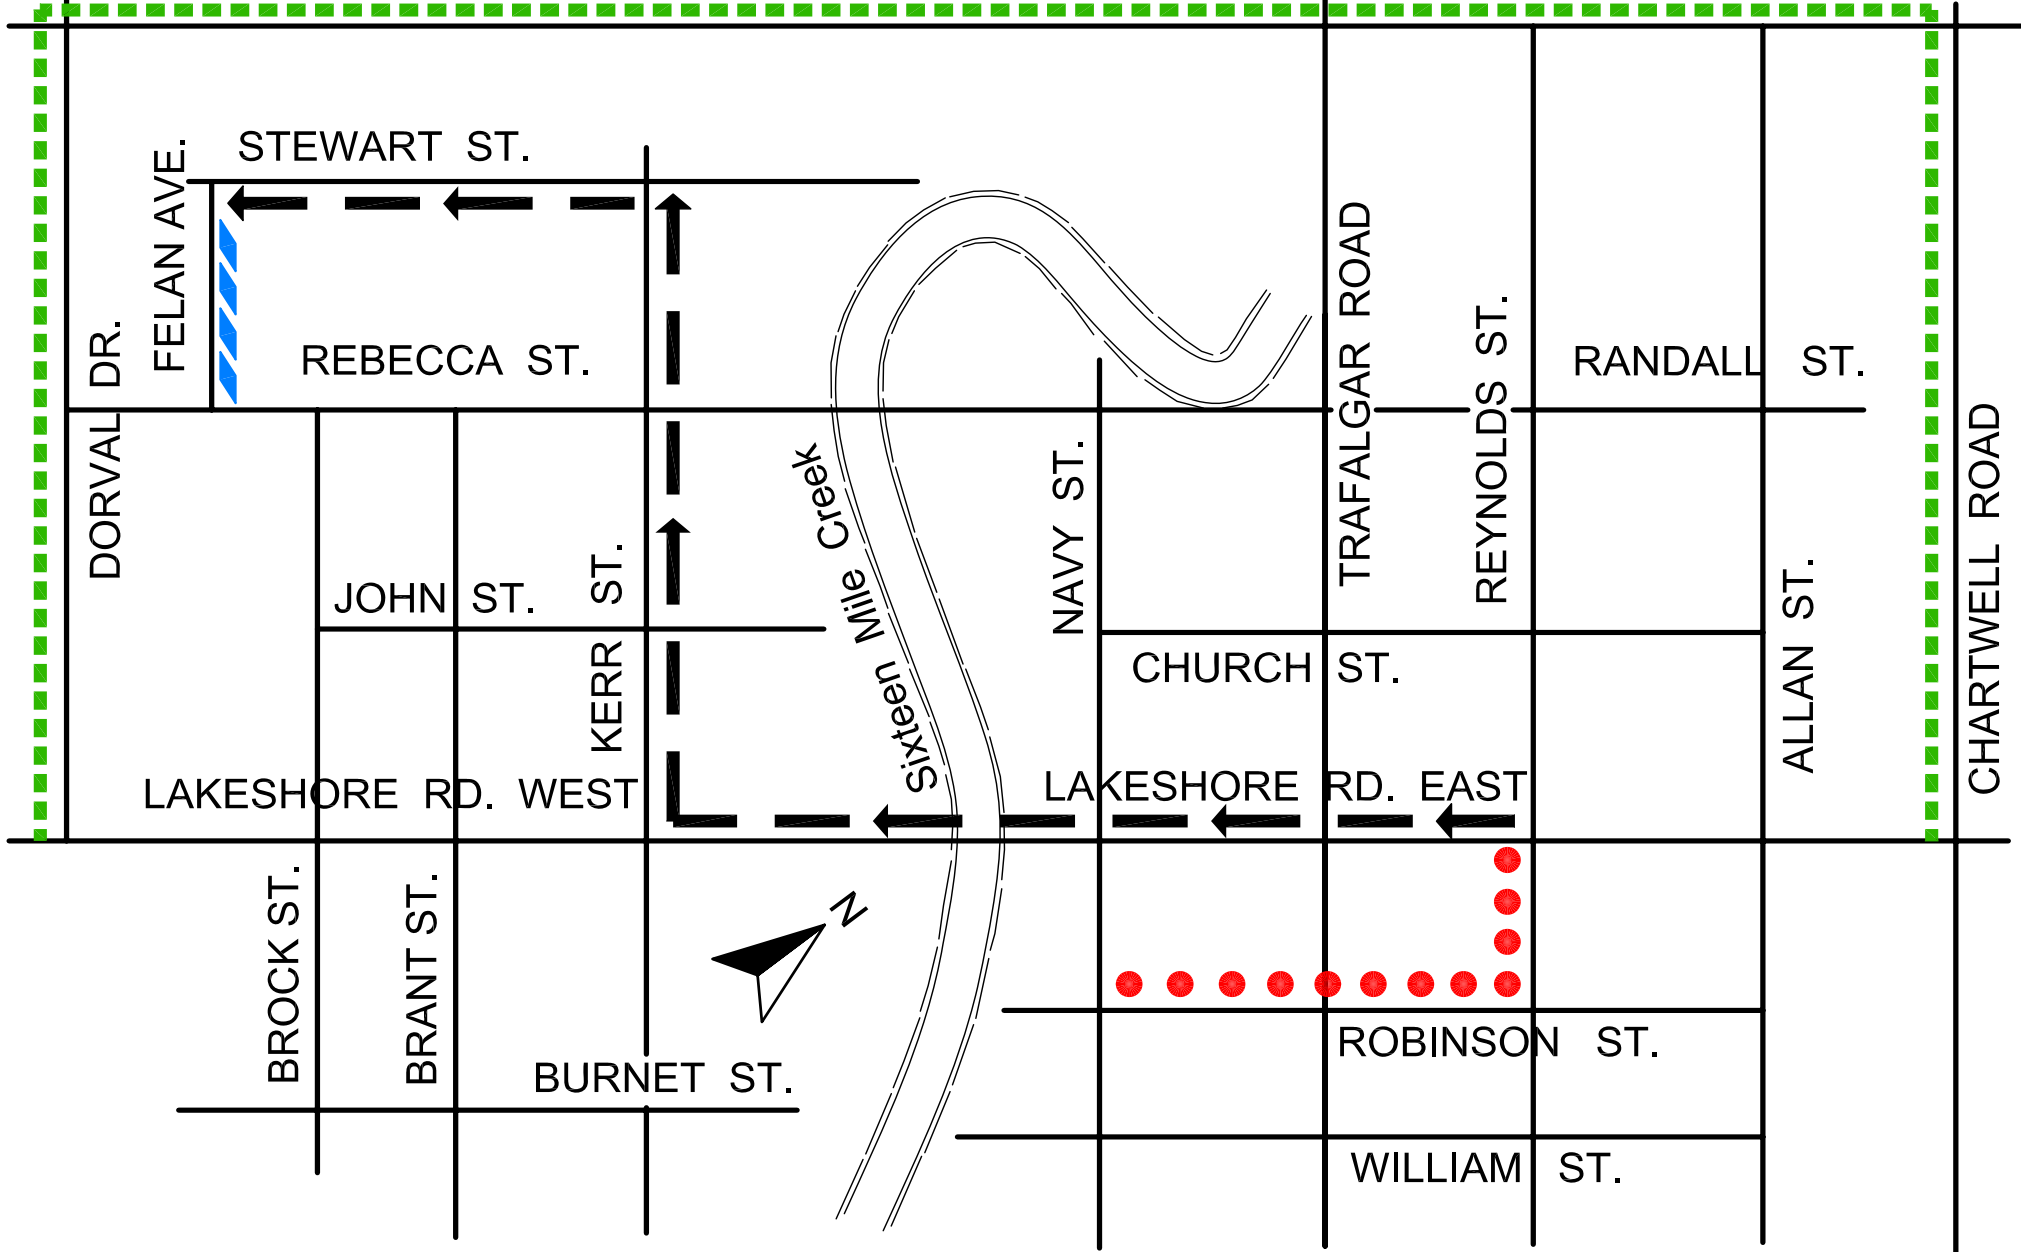 STEWART ST.
FELAN AVE.
TRAFALGAR ROAD
REYNOLDS ST.
REBECCA ST.
RANDALL ST.
DORVAL DR.
CHARTWELL ROAD
Sixteen Mile Creek
NAVY ST.
KERR ST.
JOHN ST.
ALLAN ST.
CHURCH ST.
LAKESHORE RD. WEST
LAKESHORE RD. EAST
BROCK ST.
BRANT ST.
N
ROBINSON ST.
BURNET ST.
WILLIAM ST.